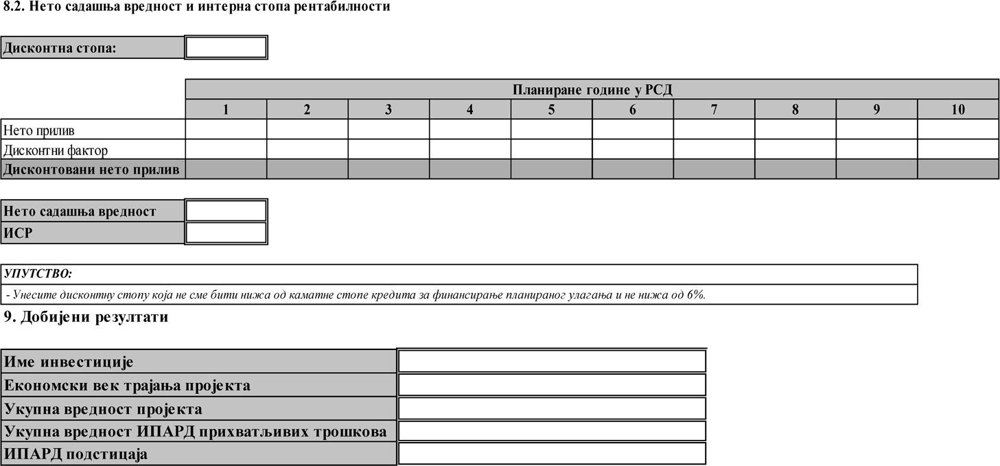 8.2. Нето садашња вредност и интерна стопа рентабилности
Дисконтна стопа:
Планиране године у РСД
1 2 3 4 5 6 7 8 9 10
Нето прилив
Дисконтни фактор
Дисконтовани нето прилив
Нето садашња вредност
ИСР
УПУТСТВО:
- Унесите дисконтну стопу која не сме бити нижа од каматне стопе кредита за финансирање планираног улагања и не нижа од 6%.
9. Добијени резултати
Име инвестиције
Економски век трајања пројекта
Укупна вредност пројекта
Укупна вредност ИПАРД прихватљивих трошкова
ИПАРД подстицаја